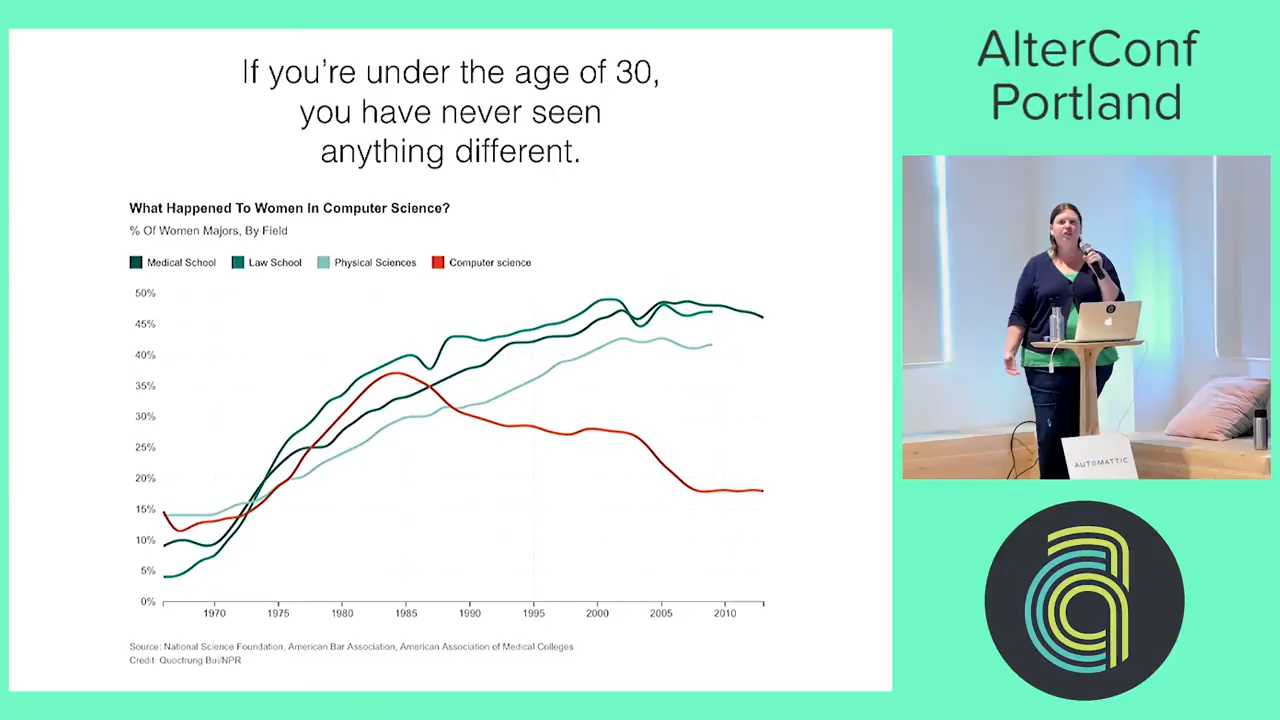 If you're under the age of 30,
you have never seen
anything different.
What Happened To Women In Computer Science?
% Of Women Majors, By Field
Medical School
Law School
Physical Sciences
Computer science
50%
45%
40%
35%
30%
25%
20%
15%
10%
5%
0%
1970
1975
1980
1985
1990
1995
2000
2005
2010
Source: National Science Foundation, American Bar Association, American Association of Medical Colleges
Credit: Quoctrung Bui/NPR
AlterConf
Portland
AUTOMATTIC